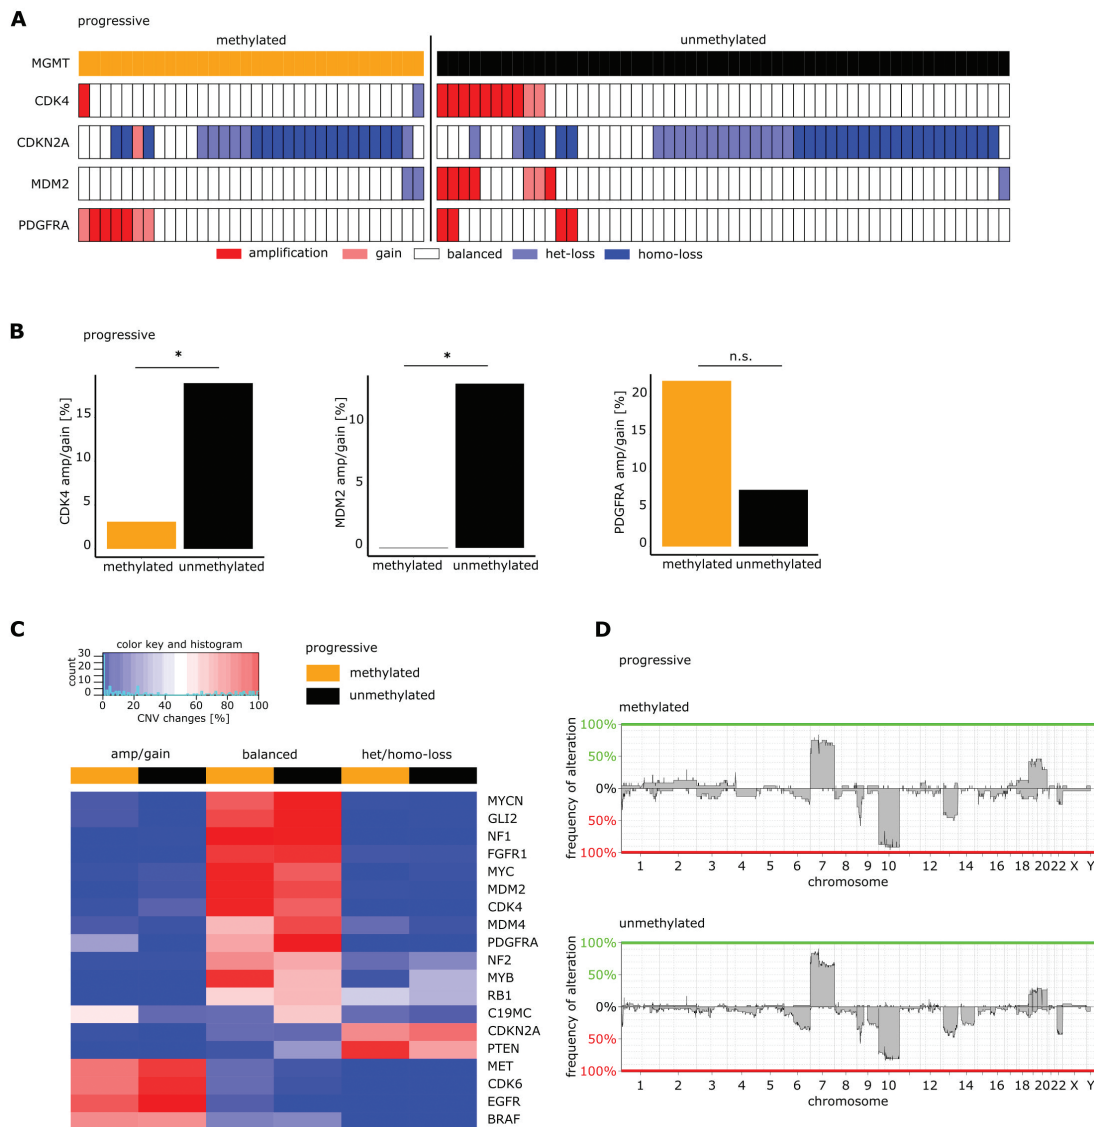 A
progressive
methylated unmethylated
MGMT
CDK4
CDKN2A
MDM2
PDGFRA
amplification gain balanced het-loss homo-loss
B
progressive
* * n.s.
CDK4 amp/gain [%]
15
10
5
0
methylated unmethylated
MDM2 amp/gain [%]
10
5
0
methylated unmethylated
PDGFRA amp/gain [%]
20
15
10
5
0
methylated unmethylated
C
color key and histogram
count
30
20
10
0
0 20 40 60 80 100
CNV changes [%]
progressive
methylated
unmethylated
amp/gain balanced het/homo-loss
MYCN
GLI2
NF1
FGFR1
MYC
MDM2
CDK4
MDM4
PDGFRA
NF2
MYB
RB1
C19MC
CDKN2A
PTEN
MET
CDK6
EGFR
BRAF
D
progressive
methylated
frequency of alteration
100%
50%
0%
50%
100%
1 2 3 4 5 6 7 8 9 10 12 14 16 18 20 22 X Y
chromosome
unmethylated
frequency of alteration
100%
50%
0%
50%
100%
1 2 3 4 5 6 7 8 9 10 12 14 16 18 20 22 X Y
chromosome